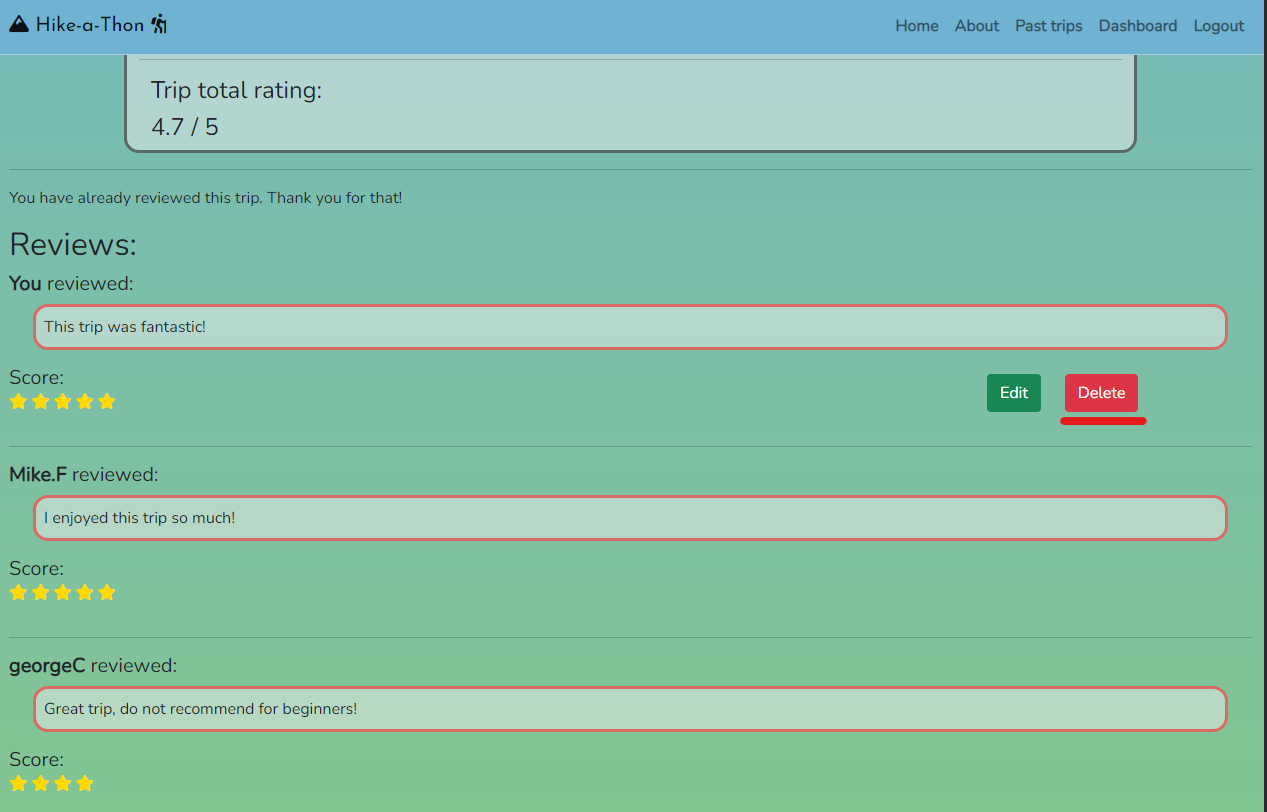 Hike-a-Thon
Home About Past trips Dashboard Logout
Trip total rating:
4.7 / 5
You have already reviewed this trip. Thank you for that!
Reviews:
You reviewed:
This trip was fantastic!
Score:
Edit Delete
Mike.F reviewed:
I enjoyed this trip so much!
Score:
georgeC reviewed:
Great trip, do not recommend for beginners!
Score: